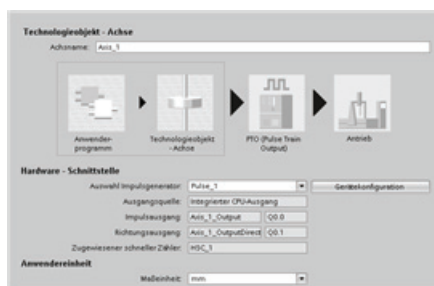 Technologieobjekt - Achse
Achsname: Axis_1
Anwender-
programm
Technologieobjekt
- Achse
PTO (Pulse Train
Output)
Antrieb
Hardware - Schnittstelle
Auswahl Impulsgenerator: Pulse_1
Gerätekonfiguration
Ausgangsquelle: Integrierter CPU-Ausgang
Impulsausgang: Axis_1_Output Q0.0
Richtungsausgang: Axis_1_OutputDirect Q0.1
Zugewiesener schneller Zähler: HSC_1
Anwendereinheit
Maßeinheit: mm